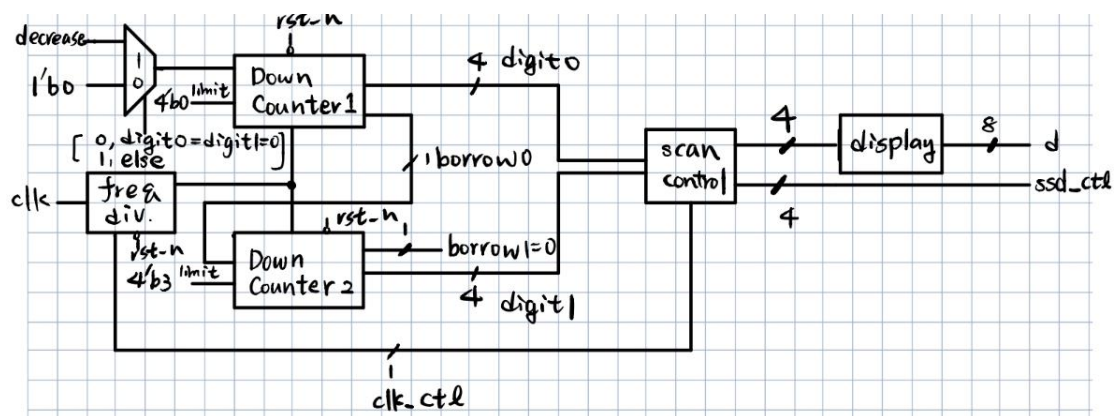 rst_n
decrease
1'b0
1
0
[ 0, digit0=digit1=0
1, else ]
4'b0 limit
Down
Counter1
4 digit0
1 borrow0
clk
freq
div.
rst_n
rst_n
4'b3 limit
Down
Counter2
1
borrow1=0
4 digit1
scan
control
4
display
8
d
4
ssd_ctl
1
clk_ctl